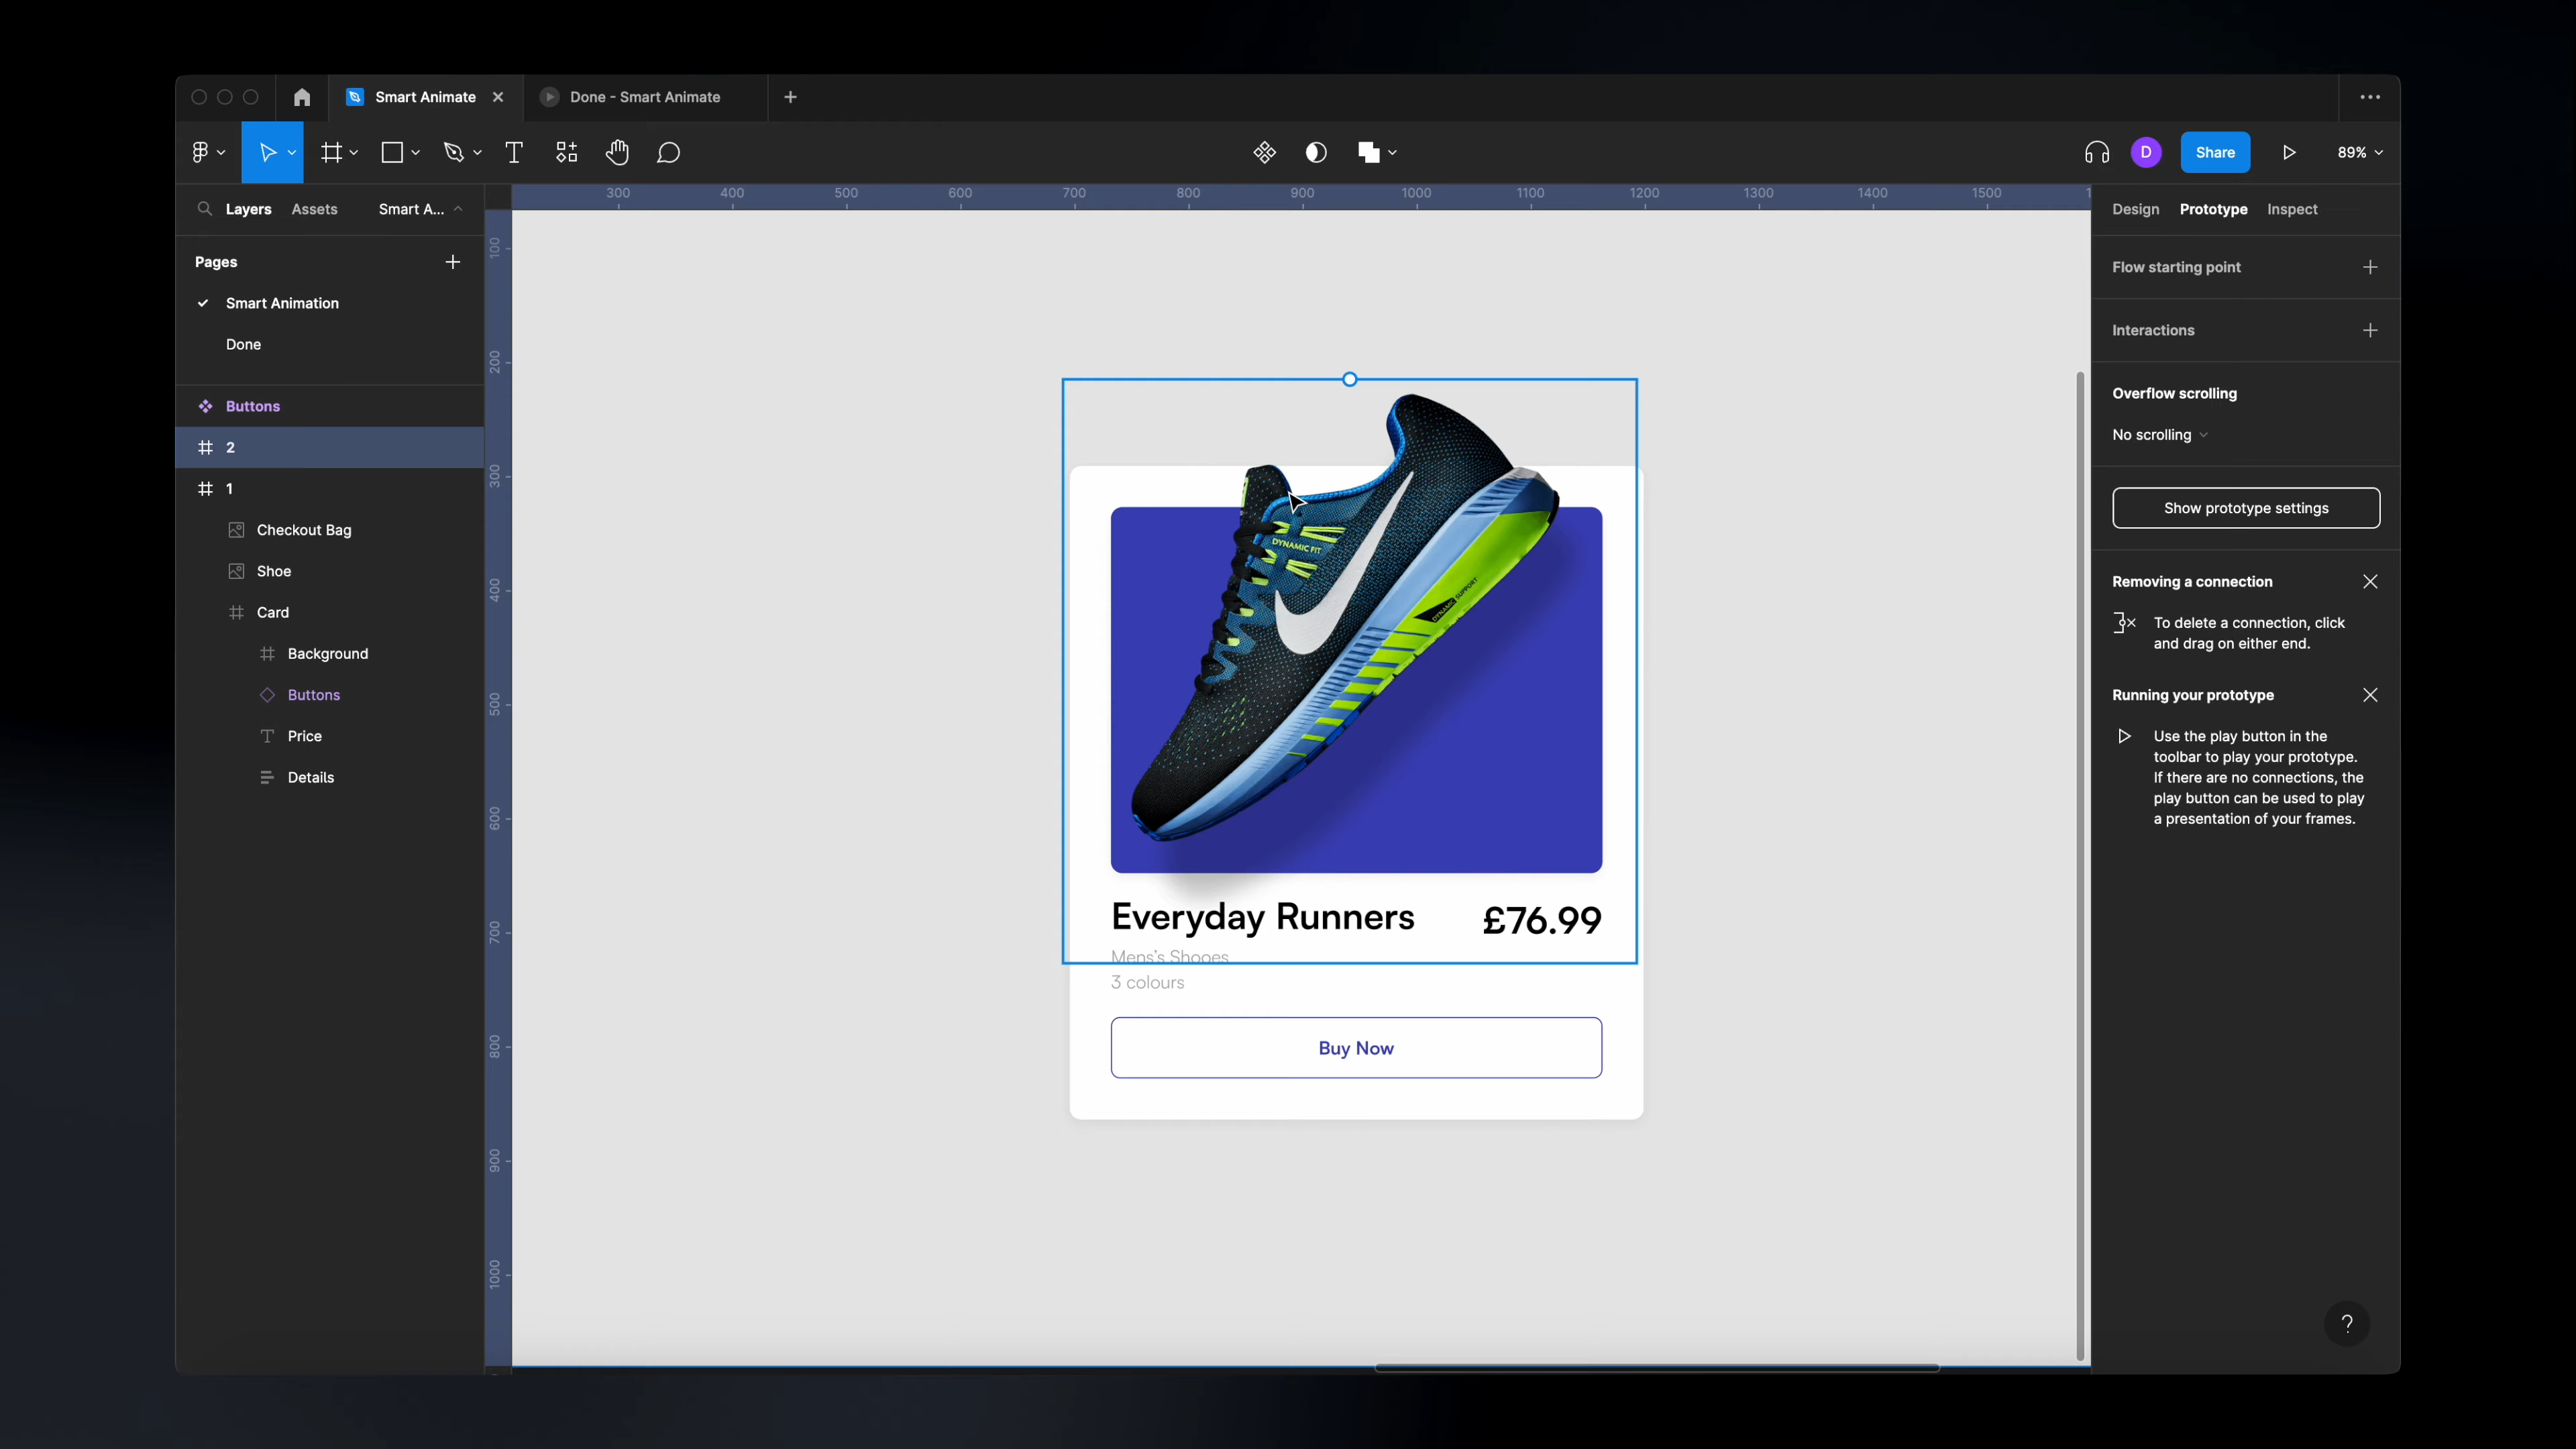 Smart Animate
Done - Smart Animate
D
Share
89%
Layers
Assets
Smart A...
Pages
Smart Animation
Done
Buttons
2
1
Checkout Bag
Shoe
Card
Background
Buttons
Price
Details
300 400 500 600 700 800 900 1000 1100 1200 1300 1400 1500 1
100
200
300
400
500
600
700
800
900
1000
DYNAMIC FIT
DYNAMIC SUPPORT
Everyday Runners
£76.99
Mens's Shooes
3 colours
Buy Now
Design
Prototype
Inspect
Flow starting point
Interactions
Overflow scrolling
No scrolling
Show prototype settings
Removing a connection
To delete a connection, click
and drag on either end.
Running your prototype
Use the play button in the
toolbar to play your prototype.
If there are no connections, the
play button can be used to play
a presentation of your frames.
?